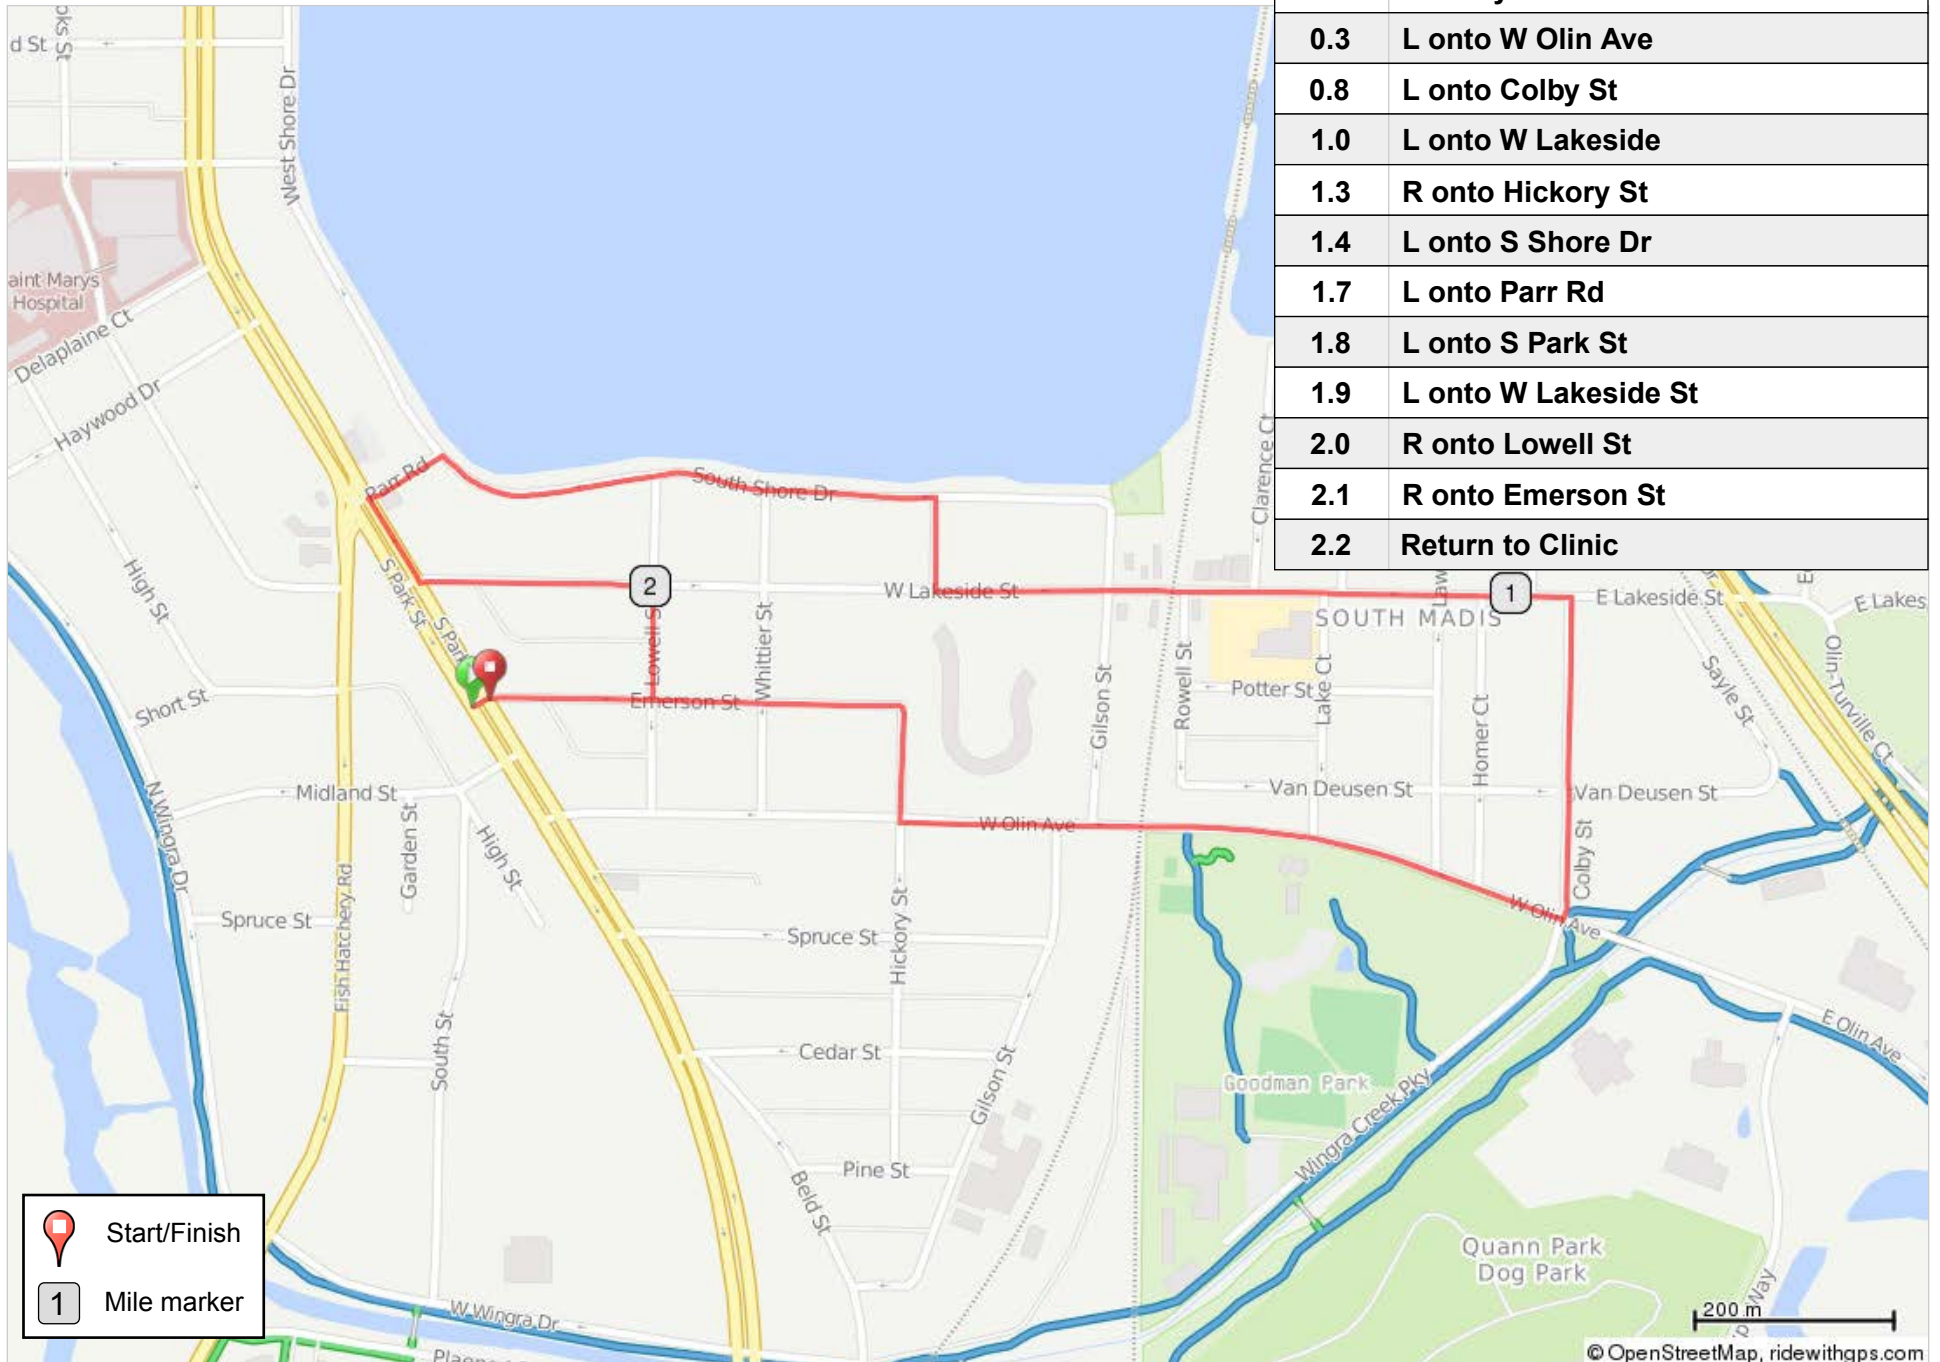 0.3 L onto W Olin Ave
0.8 L onto Colby St
1.0 L onto W Lakeside
1.3 R onto Hickory St
1.4 L onto S Shore Dr
1.7 L onto Parr Rd
1.8 L onto S Park St
1.9 L onto W Lakeside St
2.0 R onto Lowell St
2.1 R onto Emerson St
2.2 Return to Clinic
d St
West Shore Dr
aint Marys
Hospital
Delaplaine Ct
Haywood Dr
Parr Rd
South Shore Dr
Clarence Ct
High St
S Park St
S Park
2
W Lakeside St
1
E Lakeside St
E Lakes
SOUTH MADIS
Law
Lowell S
Whittier St
Emerson St
Gilson St
Rowell St
Potter St
Lake Ct
Homer Ct
Sayle St
Olin-Turville Ct
Short St
N Wingra Dr
Midland St
Garden St
High St
Van Deusen St
Van Deusen St
W Olin Ave
Colby St
W Olin Ave
Fish Hatchery Rd
Spruce St
Spruce St
Hickory St
South St
Cedar St
Gilson St
E Olin Ave
Goodman Park
Wingra Creek Pky
Pine St
Beld St
Quann Park
Dog Park
W Wingra Dr
Start/Finish
1 Mile marker
200 m
Way
© OpenStreetMap, ridewithgps.com